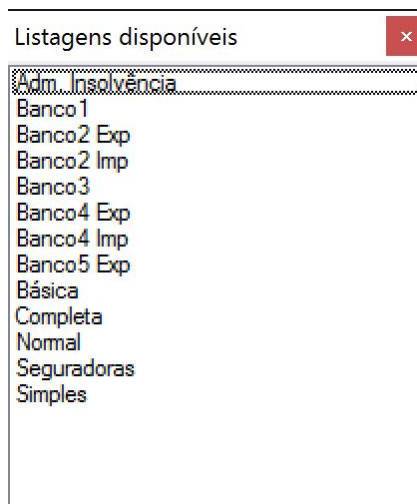 Listagens disponíveis
Adm. Insolvência
Banco1
Banco2 Exp
Banco2 Imp
Banco3
Banco4 Exp
Banco4 Imp
Banco5 Exp
Básica
Completa
Normal
Seguradoras
Simples